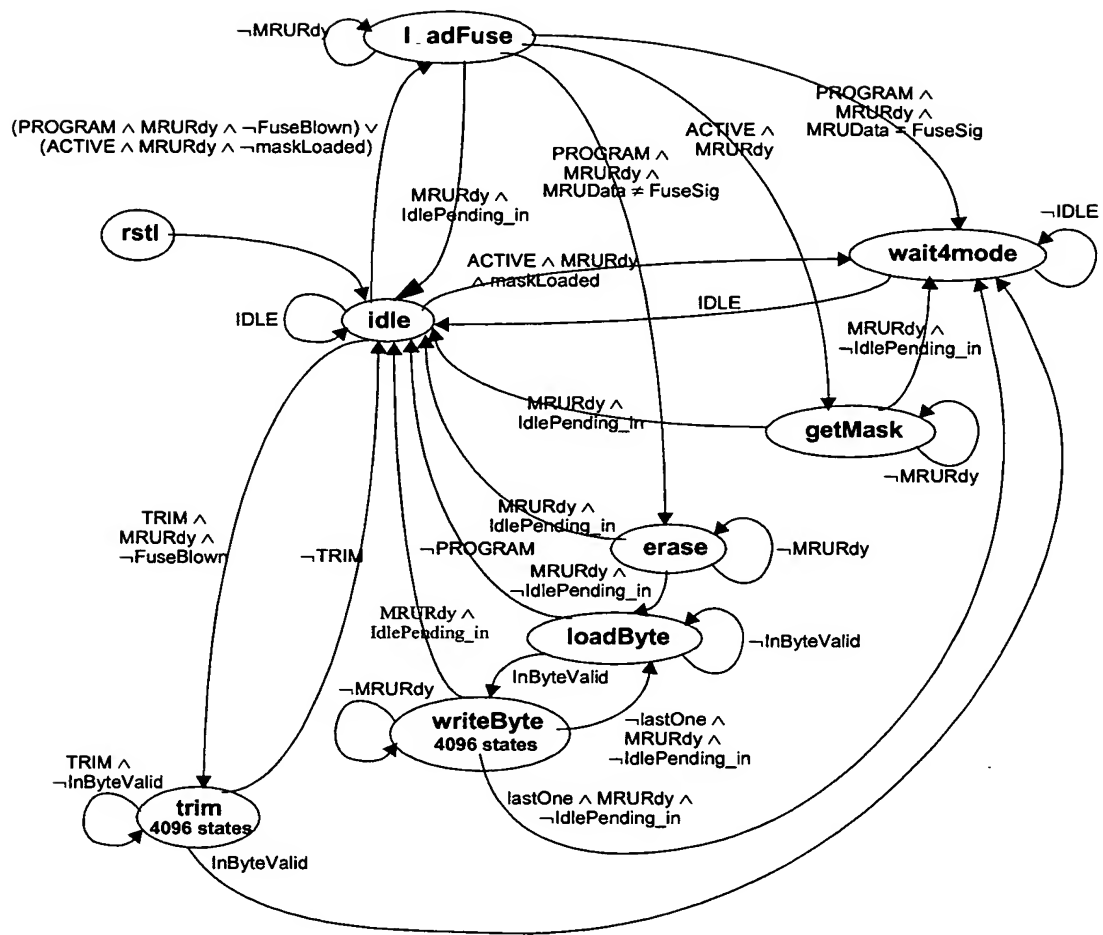 ¬MRURdy
l_adFuse
(PROGRAM ∧ MRURdy ∧ ¬FuseBlown) ∨
(ACTIVE ∧ MRURdy ∧ ¬maskLoaded)
PROGRAM ∧
MRURdy ∧
MRUData = FuseSig
ACTIVE ∧
MRURdy
PROGRAM ∧
MRURdy ∧
MRUData ≠ FuseSig
MRURdy ∧
IdlePending_in
rstl
¬IDLE
wait4mode
ACTIVE ∧ MRURdy
∧ maskLoaded
IDLE
IDLE
idle
MRURdy ∧
¬IdlePending_in
MRURdy ∧
IdlePending_in
getMask
¬MRURdy
TRIM ∧
MRURdy ∧
¬FuseBlown
¬TRIM
MRURdy ∧
IdlePending_in
erase
¬MRURdy
¬PROGRAM
MRURdy ∧
¬IdlePending_in
MRURdy ∧
IdlePending_in
loadByte
¬InByteValid
InByteValid
¬MRURdy
writeByte
4096 states
¬lastOne ∧
MRURdy ∧
¬IdlePending_in
TRIM ∧
¬InByteValid
trim
4096 states
lastOne ∧ MRURdy ∧
¬IdlePending_in
InByteValid